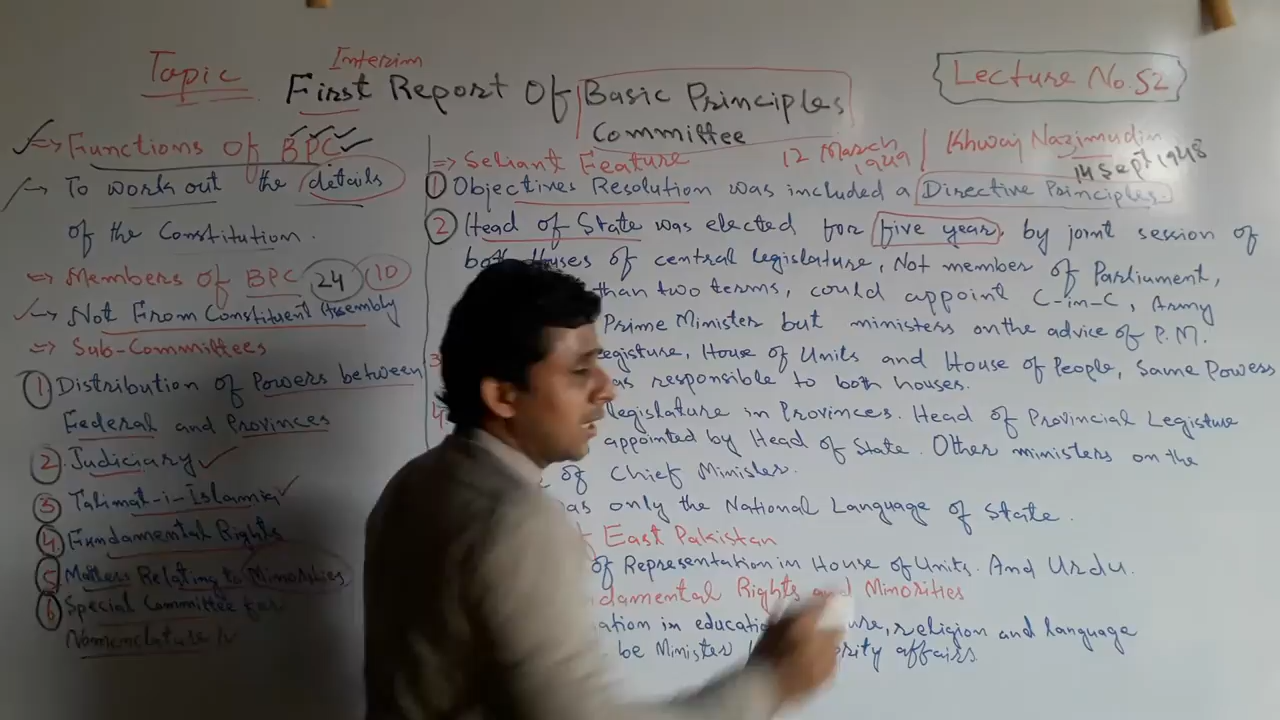 Topic
Interim
First Report Of Basic Principles
Committee
Lecture No.52
=> Functions of BPC
To work out the details
of the Constitution.
=> Members of BPC 24 10
Not From Constituent Assembly
=> Sub-Committees
1 Distribution of Powers between
Federal and Provinces
2. Judiciary
3 Talimat-i-Islamia
4. Fundamental Rights
5 Matters Relating to Minorities
6 Special Committee for
Nomenclature
=> Seliant Feature
12 March 1949
Khwaj Nazimudin
14 Sept 1948
1 Objectives Resolution was included a Directive Principles.
2 Head of State was elected for five year, by joint session of
both Houses of central legislature, Not member of Parliament,
than two terms, could appoint C-in-C, Army
Prime Minister but ministers on the advice of P.M.
3 legisture, House of Units and House of People, Same Powers
responsible to both houses.
4 legislature in Provinces. Head of Provincial Legisture
appointed by Head of State. Other ministers on the
of Chief Minister.
as only the National Language of State.
East Pakistan
of Representation in House of Units. And Urdu.
damental Rights and Minorities
ation in education ure, religion and language
be Minister ority affairs.